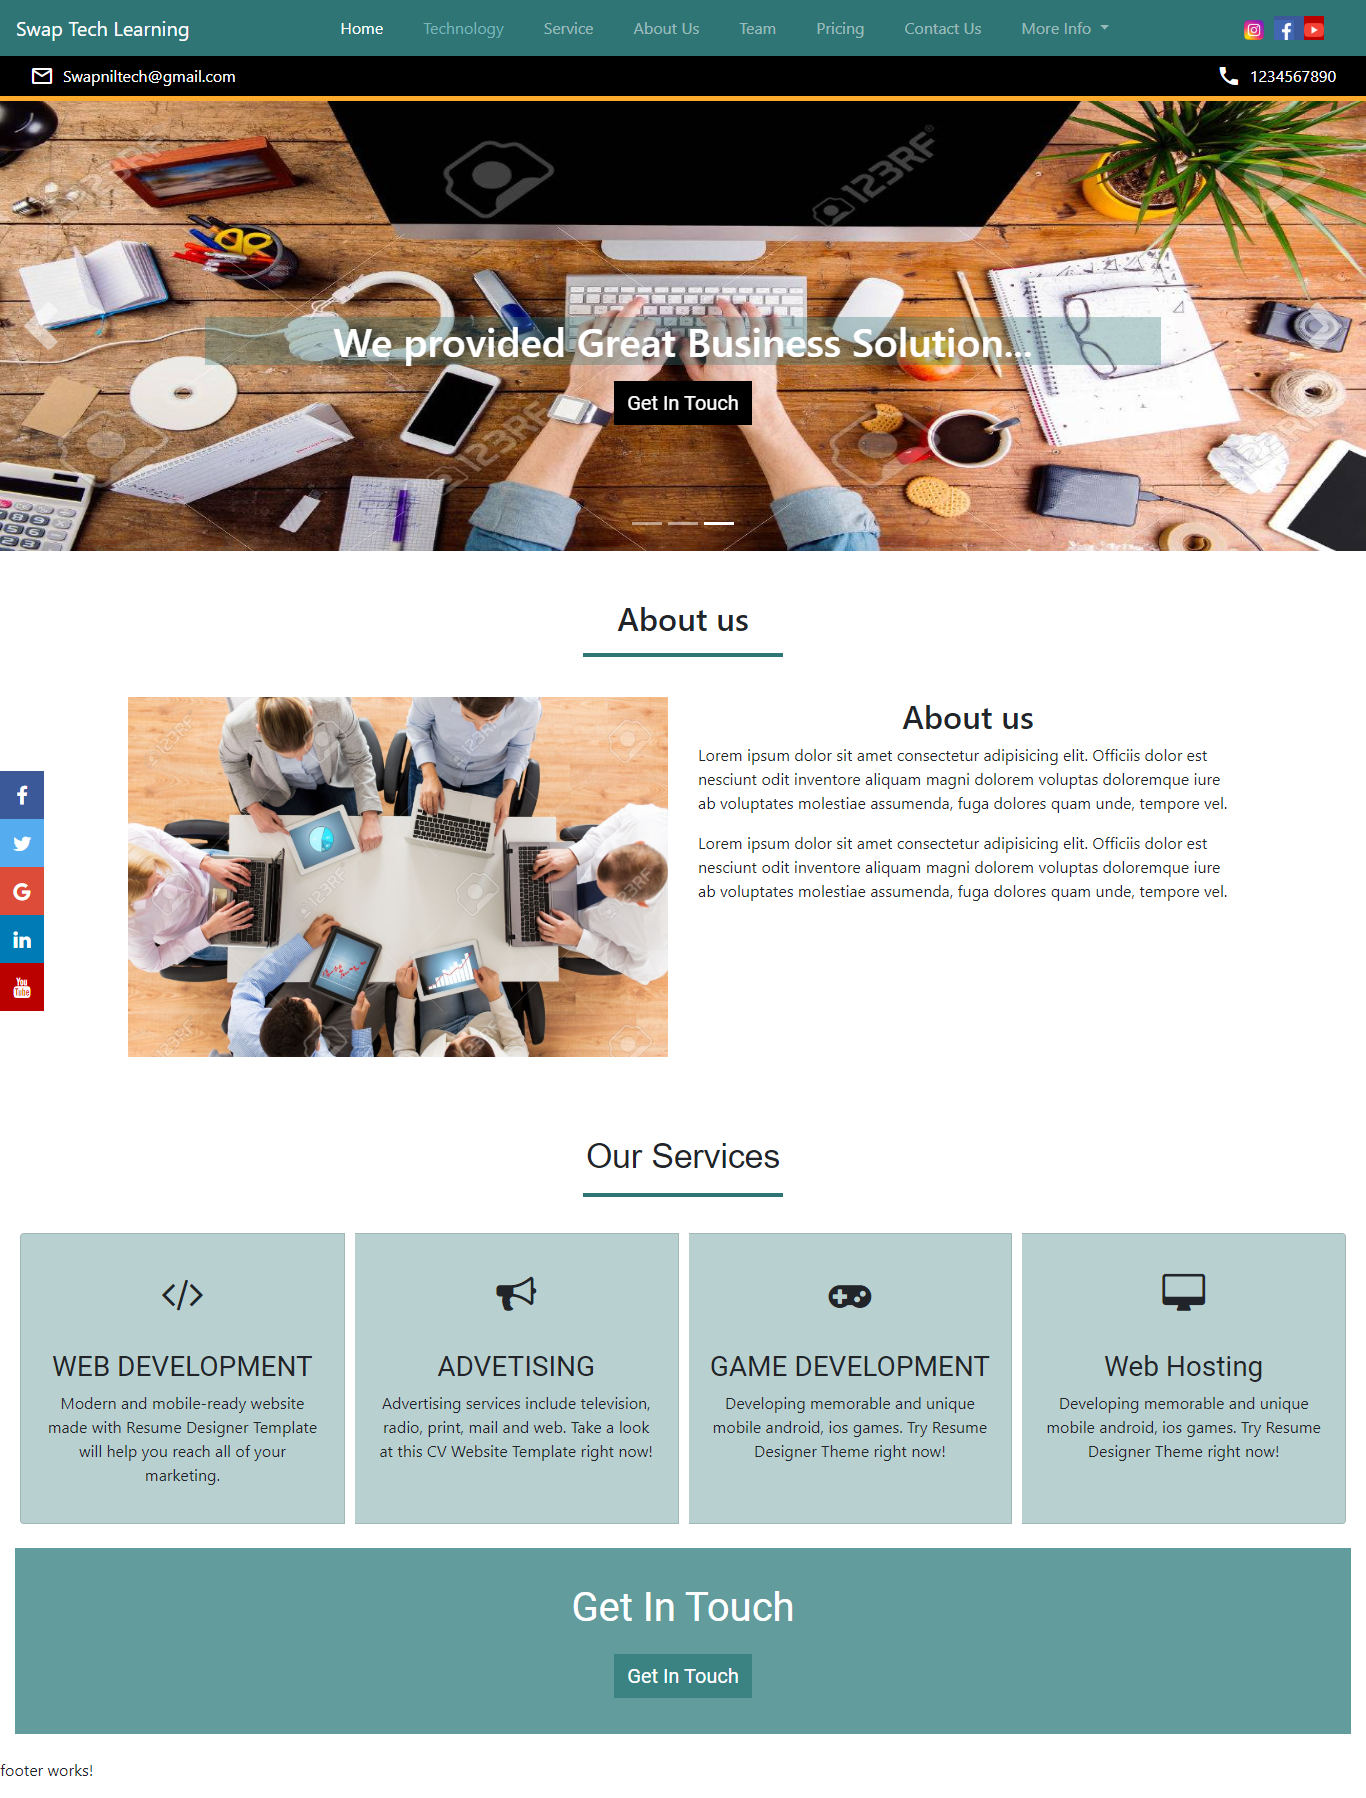 Swap Tech Learning
Home Technology Service About Us Team Pricing Contact Us More Info
Swapniltech@gmail.com 1234567890
123RF
We provided Great Business Solution...
Get In Touch
About us
About us
Lorem ipsum dolor sit amet consectetur adipisicing elit. Officiis dolor est
nesciunt odit inventore aliquam magni dolorem voluptas doloremque iure
ab voluptates molestiae assumenda, fuga dolores quam unde, tempore vel.
Lorem ipsum dolor sit amet consectetur adipisicing elit. Officiis dolor est
nesciunt odit inventore aliquam magni dolorem voluptas doloremque iure
ab voluptates molestiae assumenda, fuga dolores quam unde, tempore vel.
You
Tube
Our Services
WEB DEVELOPMENT
Modern and mobile-ready website
made with Resume Designer Template
will help you reach all of your
marketing.
ADVETISING
Advertising services include television,
radio, print, mail and web. Take a look
at this CV Website Template right now!
GAME DEVELOPMENT
Developing memorable and unique
mobile android, ios games. Try Resume
Designer Theme right now!
Web Hosting
Developing memorable and unique
mobile android, ios games. Try Resume
Designer Theme right now!
Get In Touch
Get In Touch
footer works!